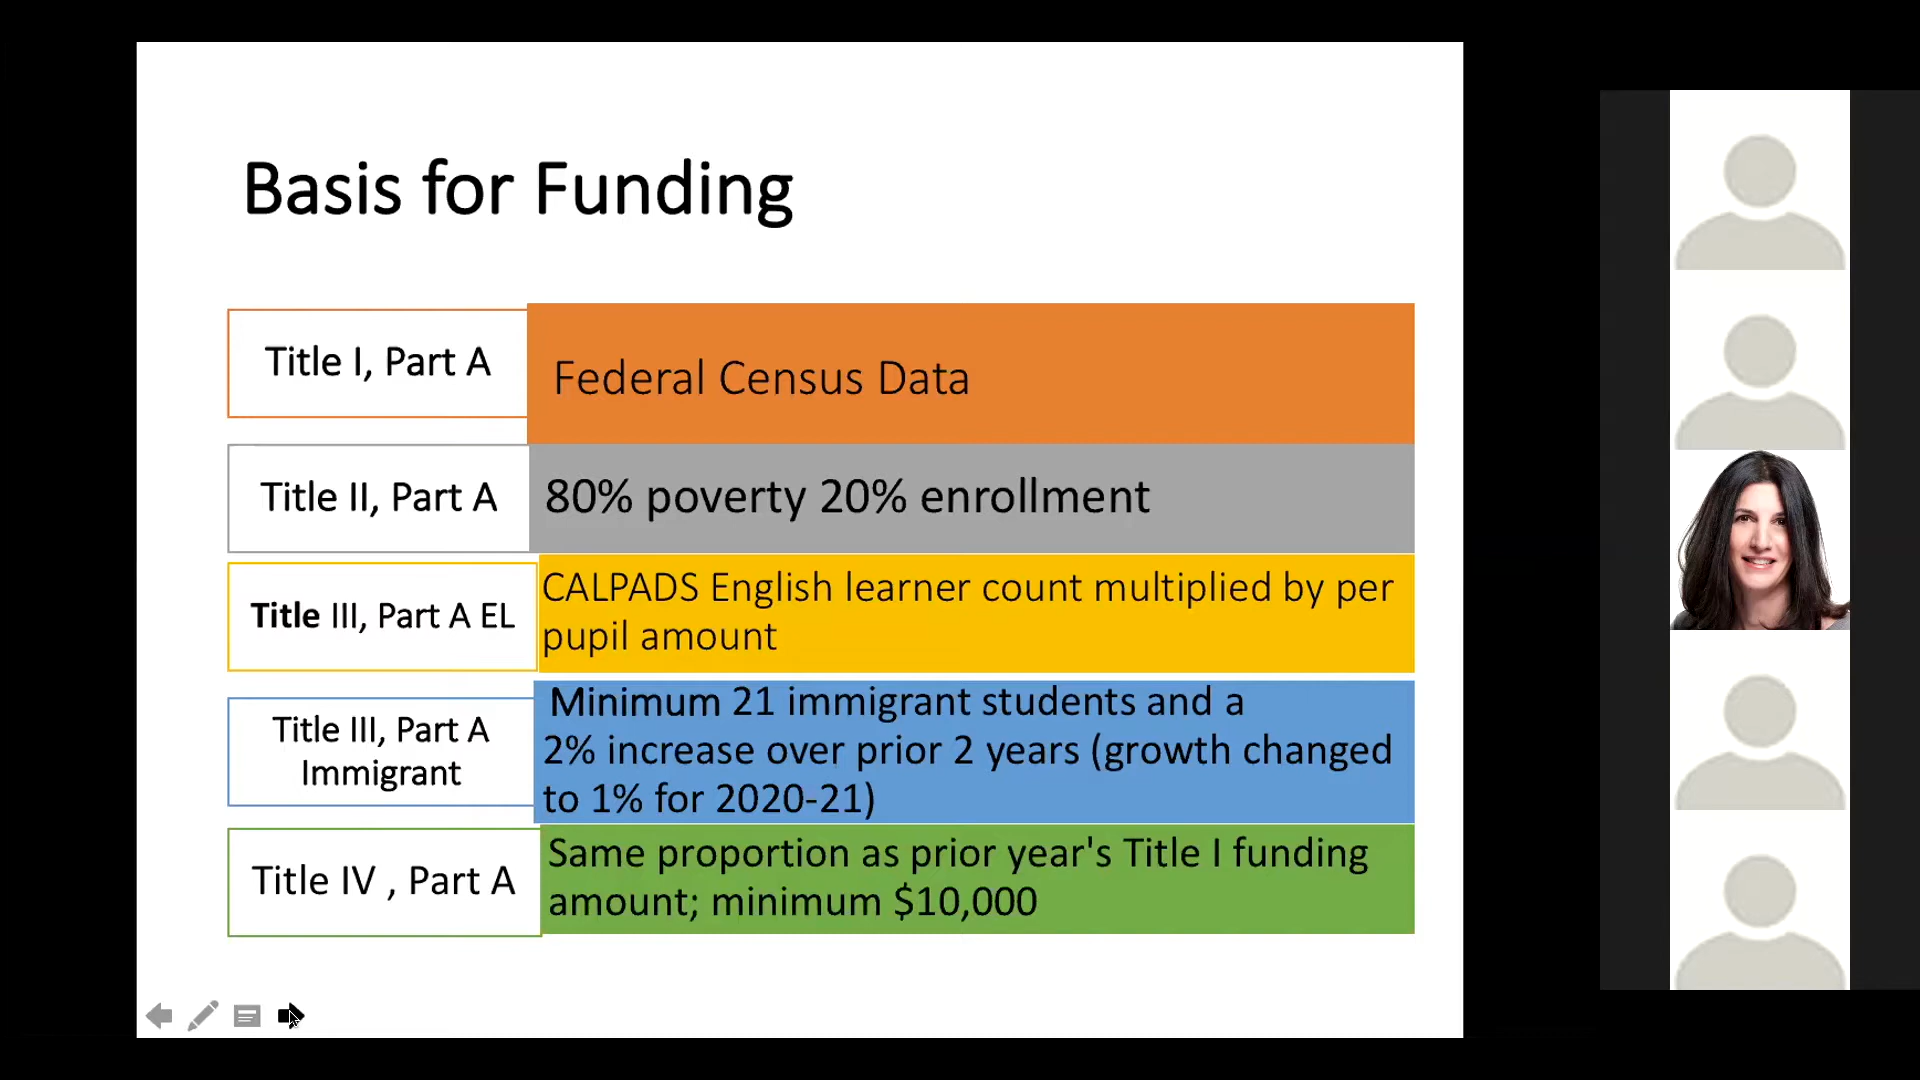 Basis for Funding
Title I, Part A
Federal Census Data
Title II, Part A
80% poverty 20% enrollment
Title III, Part A EL
CALPADS English learner count multiplied by per
pupil amount
Title III, Part A
Immigrant
Minimum 21 immigrant students and a
2% increase over prior 2 years (growth changed
to 1% for 2020-21)
Title IV , Part A
Same proportion as prior year's Title I funding
amount; minimum $10,000